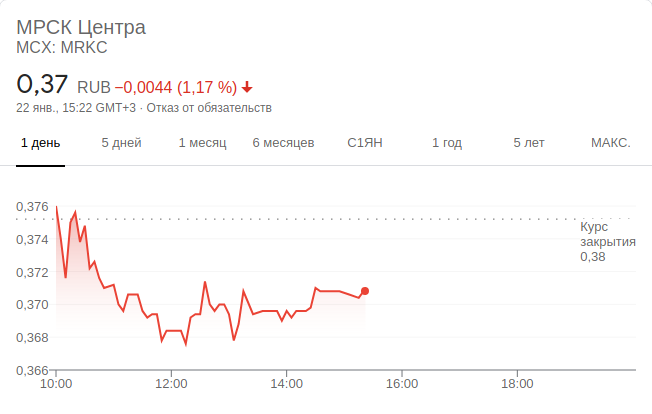 МРСК Центра
MCX: MRKC
0,37 RUB −0,0044 (1,17 %)
22 янв., 15:22 GMT+3 · Отказ от обязательств
1 день 5 дней 1 месяц 6 месяцев С1ЯН 1 год 5 лет МАКС.
0,376
Курс
закрытия
0,38
0,374
0,372
0,370
0,368
0,366
10:00 12:00 14:00 16:00 18:00